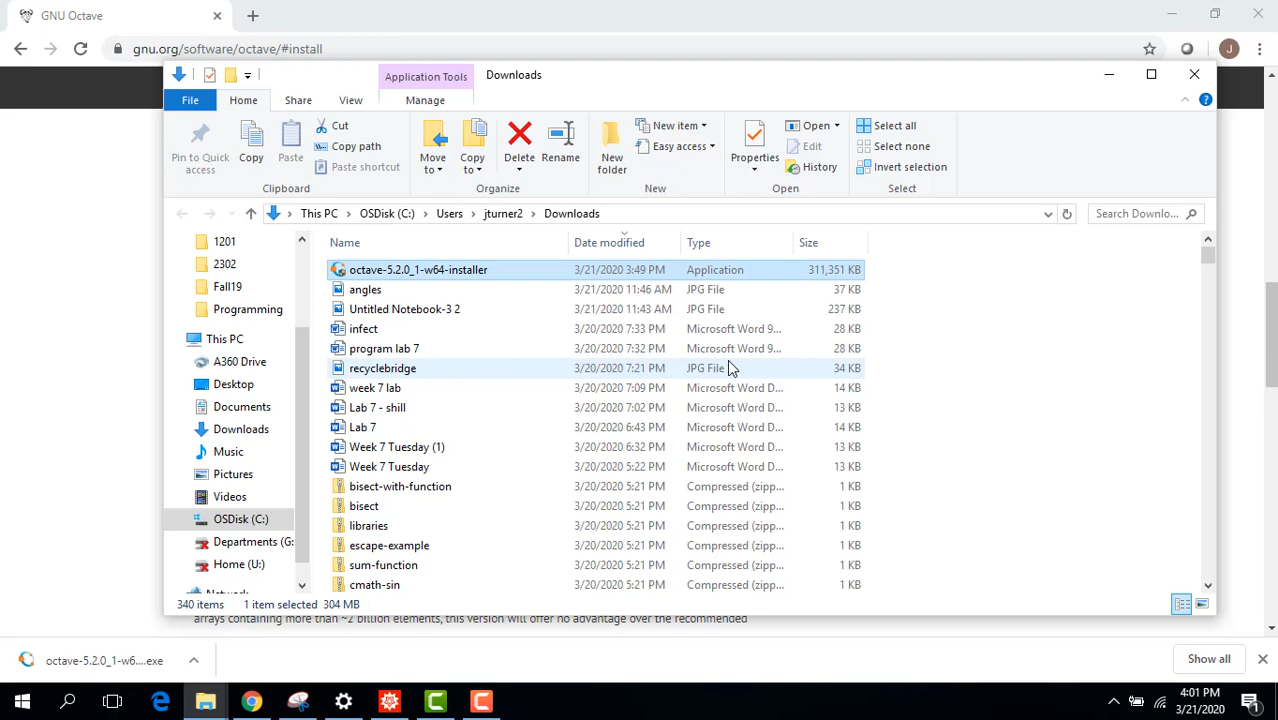 GNU Octave
gnu.org/software/octave/#install
J
Application Tools
Downloads
File
Home
Share
View
Manage
Pin to Quick access
Copy
Paste
Cut
Copy path
Paste shortcut
Clipboard
Move to
Copy to
Delete
Rename
Organize
New folder
New item
Easy access
New
Properties
Open
Edit
History
Open
Select all
Select none
Invert selection
Select
This PC > OSDisk (C:) > Users > jturner2 > Downloads
Search Downlo...
1201
2302
Fall19
Programming
This PC
A360 Drive
Desktop
Documents
Downloads
Music
Pictures
Videos
OSDisk (C:)
Departments (G:
Home (U:)
Name Date modified Type Size
octave-5.2.0_1-w64-installer 3/21/2020 3:49 PM Application 311,351 KB
angles 3/21/2020 11:46 AM JPG File 37 KB
Untitled Notebook-3 2 3/21/2020 11:43 AM JPG File 237 KB
infect 3/20/2020 7:33 PM Microsoft Word 9... 28 KB
program lab 7 3/20/2020 7:32 PM Microsoft Word 9... 28 KB
recyclebridge 3/20/2020 7:21 PM JPG File 34 KB
week 7 lab 3/20/2020 7:09 PM Microsoft Word D... 14 KB
Lab 7 - shill 3/20/2020 7:02 PM Microsoft Word D... 13 KB
Lab 7 3/20/2020 6:43 PM Microsoft Word D... 14 KB
Week 7 Tuesday (1) 3/20/2020 6:32 PM Microsoft Word D... 13 KB
Week 7 Tuesday 3/20/2020 5:22 PM Microsoft Word D... 13 KB
bisect-with-function 3/20/2020 5:21 PM Compressed (zipp... 1 KB
bisect 3/20/2020 5:21 PM Compressed (zipp... 1 KB
libraries 3/20/2020 5:21 PM Compressed (zipp... 1 KB
escape-example 3/20/2020 5:21 PM Compressed (zipp... 1 KB
sum-function 3/20/2020 5:21 PM Compressed (zipp... 1 KB
cmath-sin 3/20/2020 5:21 PM Compressed (zipp... 1 KB
340 items 1 item selected 304 MB
arrays containing more than ~2 billion elements, this version will offer no advantage over the recommended
octave-5.2.0_1-w6....exe
Show all
4:01 PM
3/21/2020
1